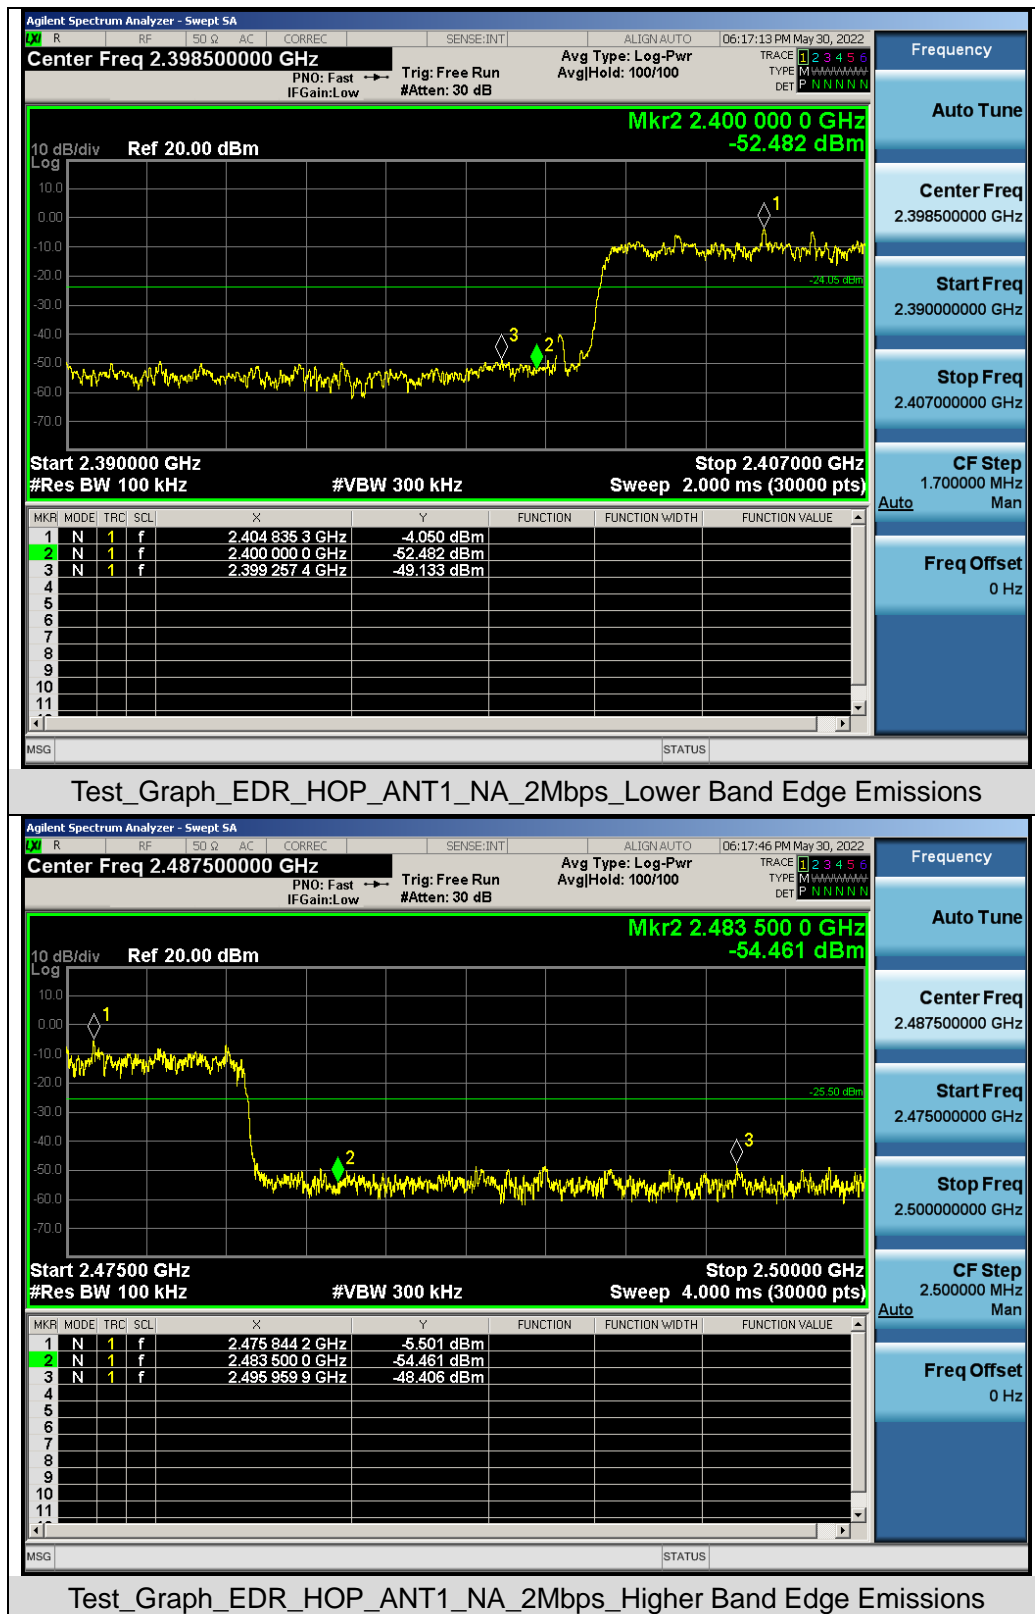 Agilent Spectrum Analyzer - Swept SA
LXI R RF 50 Ω AC CORREC SENSE:INT ALIGN AUTO 06:17:13 PM May 30, 2022
Center Freq 2.398500000 GHz
PNO: Fast
IFGain:Low
Trig: Free Run
#Atten: 30 dB
Avg Type: Log-Pwr
Avg|Hold: 100/100
TRACE 1 2 3 4 5 6
TYPE M WWWWW
DET P N N N N N
Mkr2 2.400 000 0 GHz
-52.482 dBm
10 dB/div Ref 20.00 dBm
Log
10.0
0.00
-10.0
-20.0
-30.0
-40.0
-50.0
-60.0
-70.0
1
-24.05 dBm
3
2
Start 2.390000 GHz Stop 2.407000 GHz
#Res BW 100 kHz #VBW 300 kHz Sweep 2.000 ms (30000 pts)
MKR MODE TRC SCL X Y FUNCTION FUNCTION WIDTH FUNCTION VALUE
1 N 1 f 2.404 835 3 GHz -4.050 dBm
2 N 1 f 2.400 000 0 GHz -52.482 dBm
3 N 1 f 2.399 257 4 GHz -49.133 dBm
4
5
6
7
8
9
10
11
MSG STATUS
Frequency
Auto Tune
Center Freq
2.398500000 GHz
Start Freq
2.390000000 GHz
Stop Freq
2.407000000 GHz
CF Step
1.700000 MHz
Auto Man
Freq Offset
0 Hz
Test_Graph_EDR_HOP_ANT1_NA_2Mbps_Lower Band Edge Emissions
Agilent Spectrum Analyzer - Swept SA
LXI R RF 50 Ω AC CORREC SENSE:INT ALIGN AUTO 06:17:46 PM May 30, 2022
Center Freq 2.487500000 GHz
PNO: Fast
IFGain:Low
Trig: Free Run
#Atten: 30 dB
Avg Type: Log-Pwr
Avg|Hold: 100/100
TRACE 1 2 3 4 5 6
TYPE M WWWWW
DET P N N N N N
Mkr2 2.483 500 0 GHz
-54.461 dBm
10 dB/div Ref 20.00 dBm
Log
10.0
0.00
-10.0
-20.0
-30.0
-40.0
-50.0
-60.0
-70.0
1
-25.50 dBm
2
3
Start 2.47500 GHz Stop 2.50000 GHz
#Res BW 100 kHz #VBW 300 kHz Sweep 4.000 ms (30000 pts)
MKR MODE TRC SCL X Y FUNCTION FUNCTION WIDTH FUNCTION VALUE
1 N 1 f 2.475 844 2 GHz -5.501 dBm
2 N 1 f 2.483 500 0 GHz -54.461 dBm
3 N 1 f 2.495 959 9 GHz -48.406 dBm
4
5
6
7
8
9
10
11
MSG STATUS
Frequency
Auto Tune
Center Freq
2.487500000 GHz
Start Freq
2.475000000 GHz
Stop Freq
2.500000000 GHz
CF Step
2.500000 MHz
Auto Man
Freq Offset
0 Hz
Test_Graph_EDR_HOP_ANT1_NA_2Mbps_Higher Band Edge Emissions